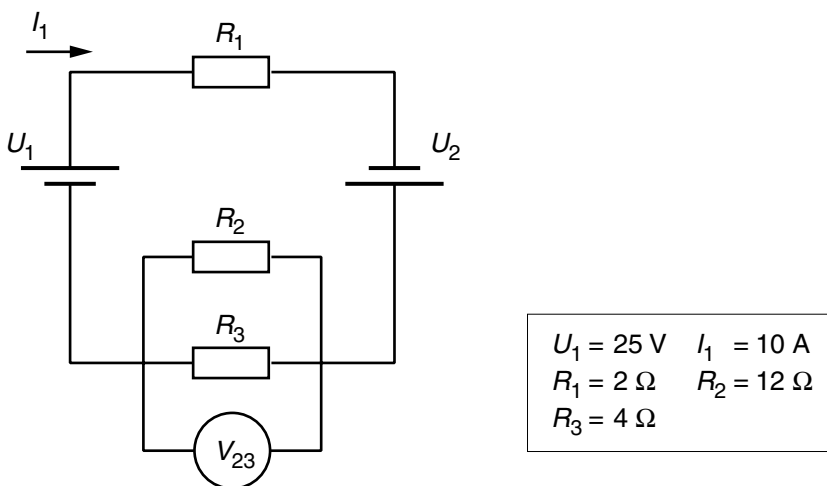 I₁
R₁
U₁
U₂
R₂
R₃
V₂₃
U₁ = 25 V I₁ = 10 A
R₁ = 2 Ω R₂ = 12 Ω
R₃ = 4 Ω